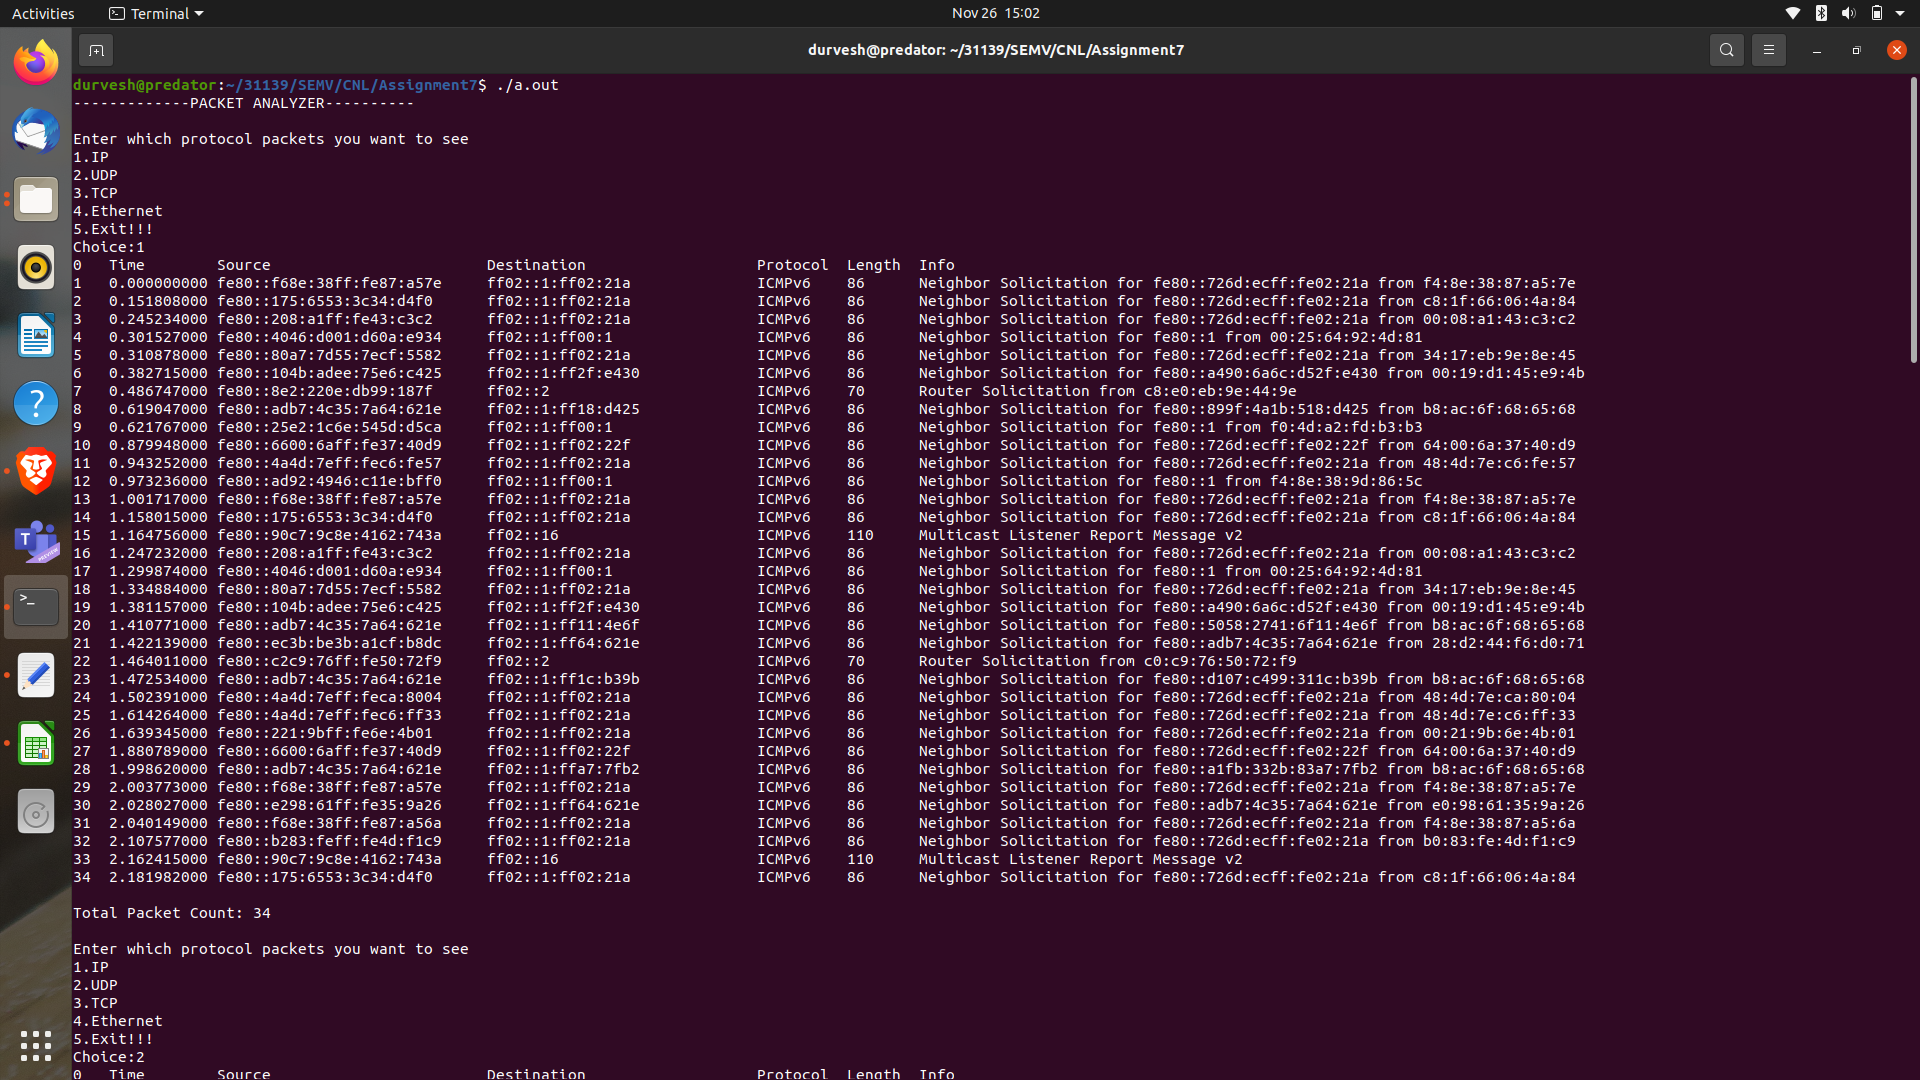 Activities Terminal Nov 26 15:02
durvesh@predator: ~/31139/SEMV/CNL/Assignment7
durvesh@predator:~/31139/SEMV/CNL/Assignment7$ ./a.out
-------------PACKET ANALYZER----------
Enter which protocol packets you want to see
1.IP
2.UDP
3.TCP
4.Ethernet
5.Exit!!!
Choice:1
0 Time Source Destination Protocol Length Info
1 0.000000000 fe80::f68e:38ff:fe87:a57e ff02::1:ff02:21a ICMPv6 86 Neighbor Solicitation for fe80::726d:ecff:fe02:21a from f4:8e:38:87:a5:7e
2 0.151808000 fe80::175:6553:3c34:d4f0 ff02::1:ff02:21a ICMPv6 86 Neighbor Solicitation for fe80::726d:ecff:fe02:21a from c8:1f:66:06:4a:84
3 0.245234000 fe80::208:a1ff:fe43:c3c2 ff02::1:ff02:21a ICMPv6 86 Neighbor Solicitation for fe80::726d:ecff:fe02:21a from 00:08:a1:43:c3:c2
4 0.301527000 fe80::4046:d001:d60a:e934 ff02::1:ff00:1 ICMPv6 86 Neighbor Solicitation for fe80::1 from 00:25:64:92:4d:81
5 0.310878000 fe80::80a7:7d55:7ecf:5582 ff02::1:ff02:21a ICMPv6 86 Neighbor Solicitation for fe80::726d:ecff:fe02:21a from 34:17:eb:9e:8e:45
6 0.382715000 fe80::104b:adee:75e6:c425 ff02::1:ff2f:e430 ICMPv6 86 Neighbor Solicitation for fe80::a490:6a6c:d52f:e430 from 00:19:d1:45:e9:4b
7 0.486747000 fe80::8e2:220e:db99:187f ff02::2 ICMPv6 70 Router Solicitation from c8:e0:eb:9e:44:9e
8 0.619047000 fe80::adb7:4c35:7a64:621e ff02::1:ff18:d425 ICMPv6 86 Neighbor Solicitation for fe80::899f:4a1b:518:d425 from b8:ac:6f:68:65:68
9 0.621767000 fe80::25e2:1c6e:545d:d5ca ff02::1:ff00:1 ICMPv6 86 Neighbor Solicitation for fe80::1 from f0:4d:a2:fd:b3:b3
10 0.879948000 fe80::6600:6aff:fe37:40d9 ff02::1:ff02:22f ICMPv6 86 Neighbor Solicitation for fe80::726d:ecff:fe02:22f from 64:00:6a:37:40:d9
11 0.943252000 fe80::4a4d:7eff:fec6:fe57 ff02::1:ff02:21a ICMPv6 86 Neighbor Solicitation for fe80::726d:ecff:fe02:21a from 48:4d:7e:c6:fe:57
12 0.973236000 fe80::ad92:4946:c11e:bff0 ff02::1:ff00:1 ICMPv6 86 Neighbor Solicitation for fe80::1 from f4:8e:38:9d:86:5c
13 1.001717000 fe80::f68e:38ff:fe87:a57e ff02::1:ff02:21a ICMPv6 86 Neighbor Solicitation for fe80::726d:ecff:fe02:21a from f4:8e:38:87:a5:7e
14 1.158015000 fe80::175:6553:3c34:d4f0 ff02::1:ff02:21a ICMPv6 86 Neighbor Solicitation for fe80::726d:ecff:fe02:21a from c8:1f:66:06:4a:84
15 1.164756000 fe80::90c7:9c8e:4162:743a ff02::16 ICMPv6 110 Multicast Listener Report Message v2
16 1.247232000 fe80::208:a1ff:fe43:c3c2 ff02::1:ff02:21a ICMPv6 86 Neighbor Solicitation for fe80::726d:ecff:fe02:21a from 00:08:a1:43:c3:c2
17 1.299874000 fe80::4046:d001:d60a:e934 ff02::1:ff00:1 ICMPv6 86 Neighbor Solicitation for fe80::1 from 00:25:64:92:4d:81
18 1.334884000 fe80::80a7:7d55:7ecf:5582 ff02::1:ff02:21a ICMPv6 86 Neighbor Solicitation for fe80::726d:ecff:fe02:21a from 34:17:eb:9e:8e:45
19 1.381157000 fe80::104b:adee:75e6:c425 ff02::1:ff2f:e430 ICMPv6 86 Neighbor Solicitation for fe80::a490:6a6c:d52f:e430 from 00:19:d1:45:e9:4b
20 1.410771000 fe80::adb7:4c35:7a64:621e ff02::1:ff11:4e6f ICMPv6 86 Neighbor Solicitation for fe80::5058:2741:6f11:4e6f from b8:ac:6f:68:65:68
21 1.422139000 fe80::ec3b:be3b:a1cf:b8dc ff02::1:ff64:621e ICMPv6 86 Neighbor Solicitation for fe80::adb7:4c35:7a64:621e from 28:d2:44:f6:d0:71
22 1.464011000 fe80::c2c9:76ff:fe50:72f9 ff02::2 ICMPv6 70 Router Solicitation from c0:c9:76:50:72:f9
23 1.472534000 fe80::adb7:4c35:7a64:621e ff02::1:ff1c:b39b ICMPv6 86 Neighbor Solicitation for fe80::d107:c499:311c:b39b from b8:ac:6f:68:65:68
24 1.502391000 fe80::4a4d:7eff:feca:8004 ff02::1:ff02:21a ICMPv6 86 Neighbor Solicitation for fe80::726d:ecff:fe02:21a from 48:4d:7e:ca:80:04
25 1.614264000 fe80::4a4d:7eff:fec6:ff33 ff02::1:ff02:21a ICMPv6 86 Neighbor Solicitation for fe80::726d:ecff:fe02:21a from 48:4d:7e:c6:ff:33
26 1.639345000 fe80::221:9bff:fe6e:4b01 ff02::1:ff02:21a ICMPv6 86 Neighbor Solicitation for fe80::726d:ecff:fe02:21a from 00:21:9b:6e:4b:01
27 1.880789000 fe80::6600:6aff:fe37:40d9 ff02::1:ff02:22f ICMPv6 86 Neighbor Solicitation for fe80::726d:ecff:fe02:22f from 64:00:6a:37:40:d9
28 1.998620000 fe80::adb7:4c35:7a64:621e ff02::1:ffa7:7fb2 ICMPv6 86 Neighbor Solicitation for fe80::a1fb:332b:83a7:7fb2 from b8:ac:6f:68:65:68
29 2.003773000 fe80::f68e:38ff:fe87:a57e ff02::1:ff02:21a ICMPv6 86 Neighbor Solicitation for fe80::726d:ecff:fe02:21a from f4:8e:38:87:a5:7e
30 2.028027000 fe80::e298:61ff:fe35:9a26 ff02::1:ff64:621e ICMPv6 86 Neighbor Solicitation for fe80::adb7:4c35:7a64:621e from e0:98:61:35:9a:26
31 2.040149000 fe80::f68e:38ff:fe87:a56a ff02::1:ff02:21a ICMPv6 86 Neighbor Solicitation for fe80::726d:ecff:fe02:21a from f4:8e:38:87:a5:6a
32 2.107577000 fe80::b283:feff:fe4d:f1c9 ff02::1:ff02:21a ICMPv6 86 Neighbor Solicitation for fe80::726d:ecff:fe02:21a from b0:83:fe:4d:f1:c9
33 2.162415000 fe80::90c7:9c8e:4162:743a ff02::16 ICMPv6 110 Multicast Listener Report Message v2
34 2.181982000 fe80::175:6553:3c34:d4f0 ff02::1:ff02:21a ICMPv6 86 Neighbor Solicitation for fe80::726d:ecff:fe02:21a from c8:1f:66:06:4a:84
Total Packet Count: 34
Enter which protocol packets you want to see
1.IP
2.UDP
3.TCP
4.Ethernet
5.Exit!!!
Choice:2
0 Time Source Destination Protocol Length Info